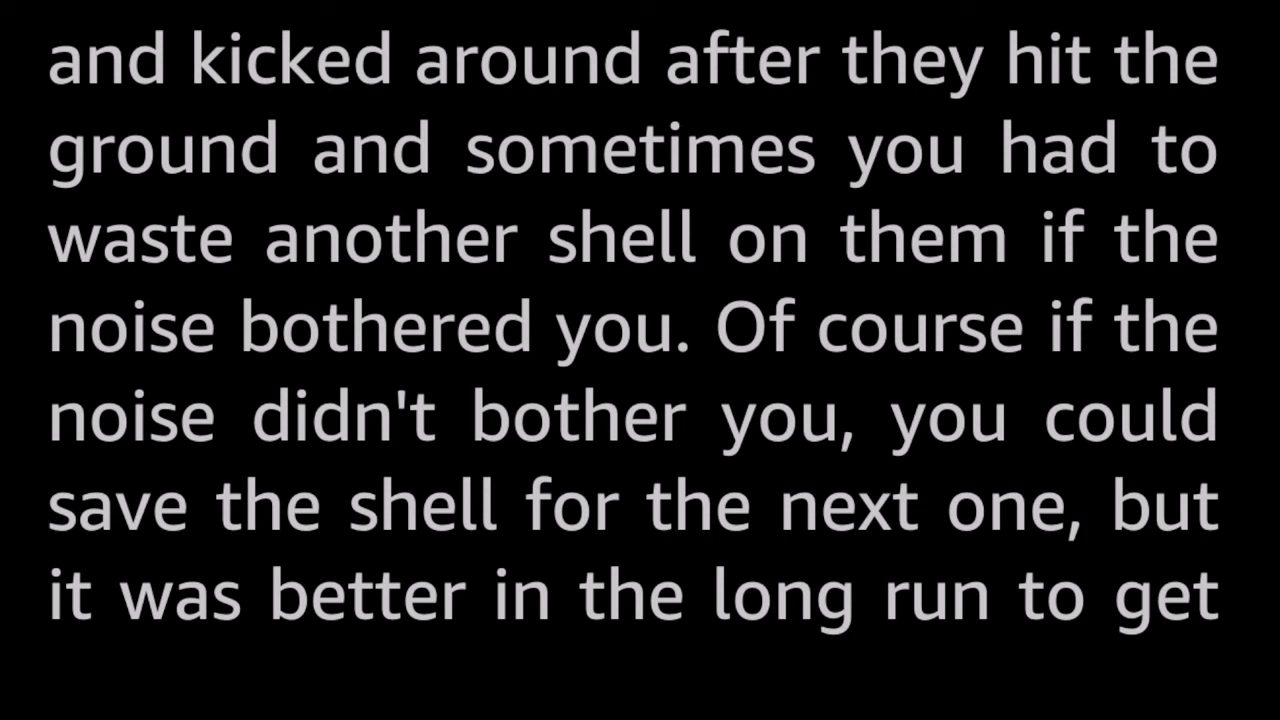 and kicked around after they hit the
ground and sometimes you had to
waste another shell on them if the
noise bothered you. Of course if the
noise didn't bother you, you could
save the shell for the next one, but
it was better in the long run to get